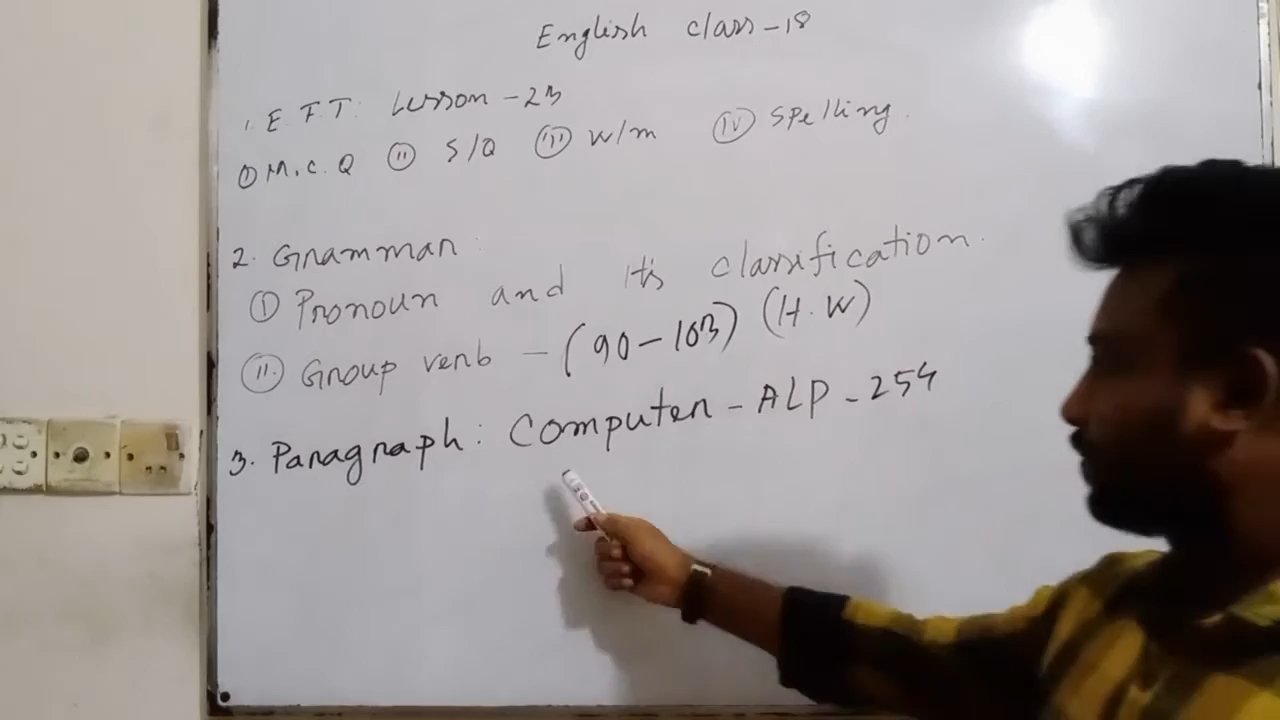 English class-18
1. E. F. T: Lesson - 23
(i) M.C.Q (ii) S/Q (iii) W/M (iv) Spelling.
2. Grammar:
(i) Pronoun and it's classification.
(ii) Group verb - (90-103) (H.W)
3. Paragraph: Computer - ALP - 254